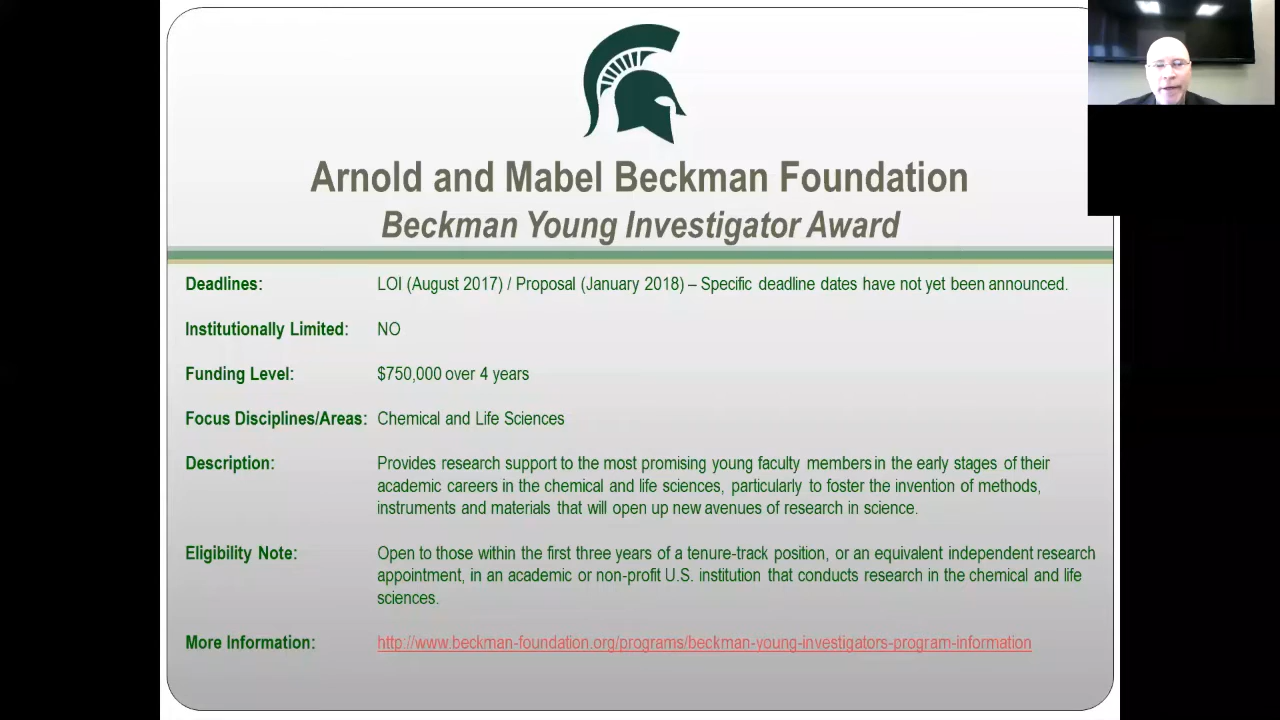 Arnold and Mabel Beckman Foundation
Beckman Young Investigator Award
Deadlines: LOI (August 2017) / Proposal (January 2018) – Specific deadline dates have not yet been announced.
Institutionally Limited: NO
Funding Level: $750,000 over 4 years
Focus Disciplines/Areas: Chemical and Life Sciences
Description: Provides research support to the most promising young faculty members in the early stages of their
academic careers in the chemical and life sciences, particularly to foster the invention of methods,
instruments and materials that will open up new avenues of research in science.
Eligibility Note: Open to those within the first three years of a tenure-track position, or an equivalent independent research
appointment, in an academic or non-profit U.S. institution that conducts research in the chemical and life
sciences.
More Information: http://www.beckman-foundation.org/programs/beckman-young-investigators-program-information